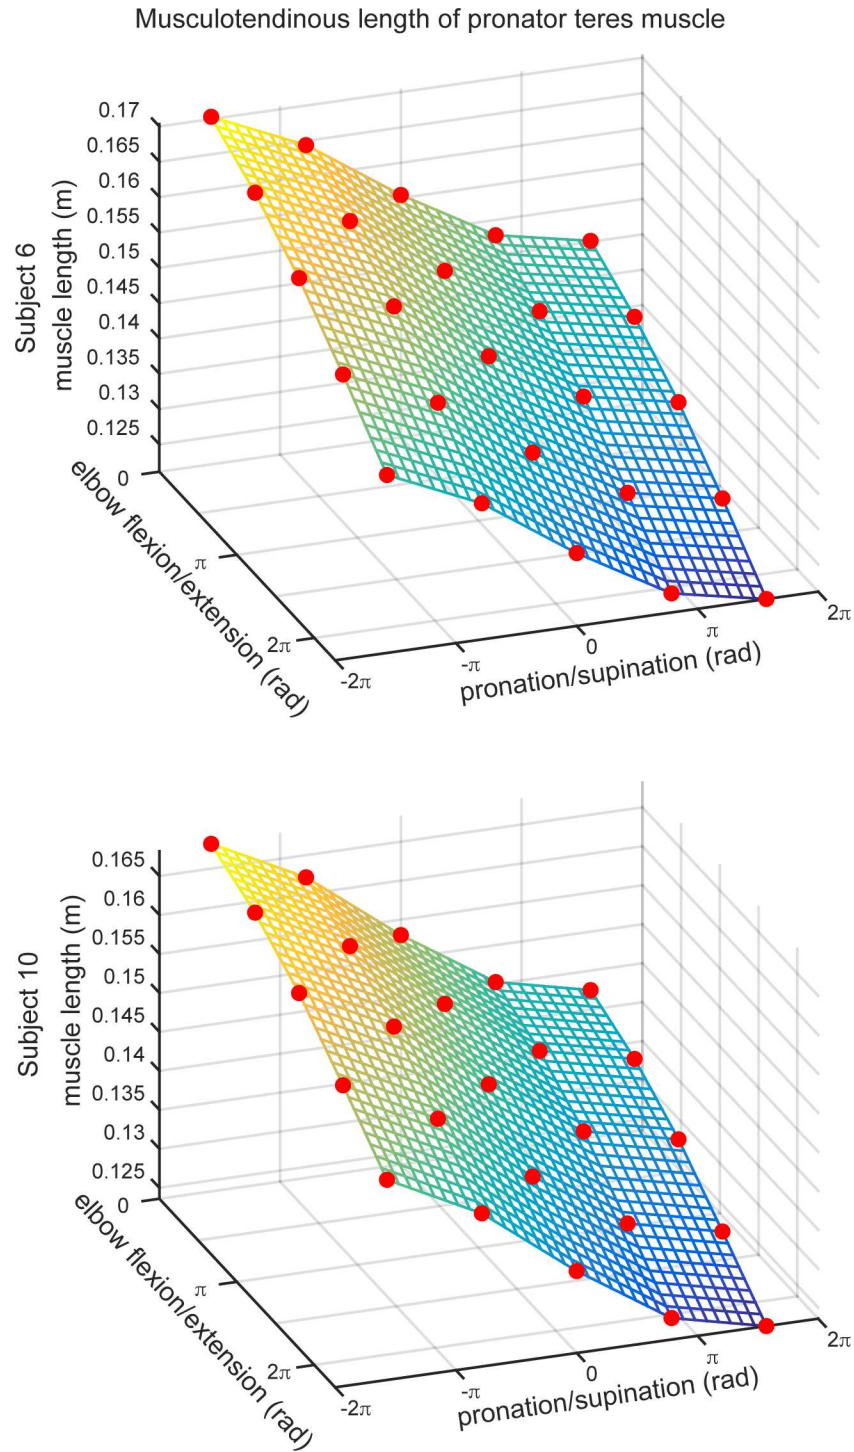 Musculotendinous length of pronator teres muscle
Subject 6
muscle length (m)
0.17
0.165
0.16
0.155
0.15
0.145
0.14
0.135
0.13
0.125
0
π
2π
elbow flexion/extension (rad)
-2π
-π
0
π
2π
pronation/supination (rad)
Subject 10
muscle length (m)
0.165
0.16
0.155
0.15
0.145
0.14
0.135
0.13
0.125
0
π
2π
elbow flexion/extension (rad)
-2π
-π
0
π
2π
pronation/supination (rad)